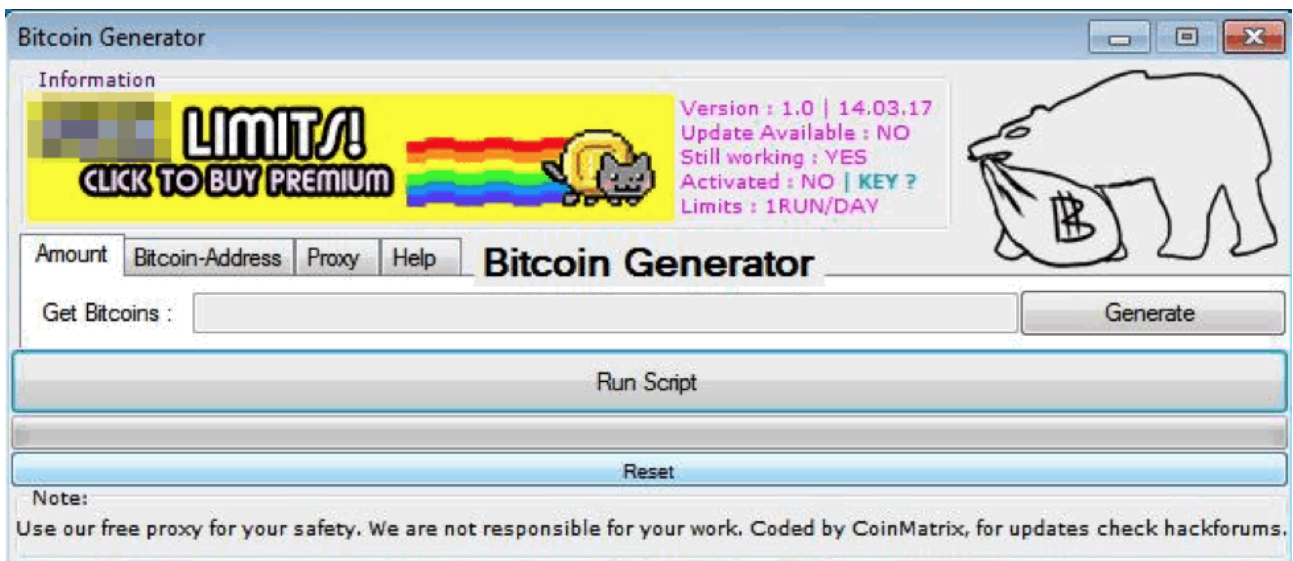 Bitcoin Generator
Information
LIMITS!
CLICK TO BUY PREMIUM
Version : 1.0 | 14.03.17
Update Available : NO
Still working : YES
Activated : NO | KEY ?
Limits : 1RUN/DAY
Amount Bitcoin-Address Proxy Help Bitcoin Generator
Get Bitcoins : Generate
Run Script
Reset
Note:
Use our free proxy for your safety. We are not responsible for your work. Coded by CoinMatrix, for updates check hackforums.